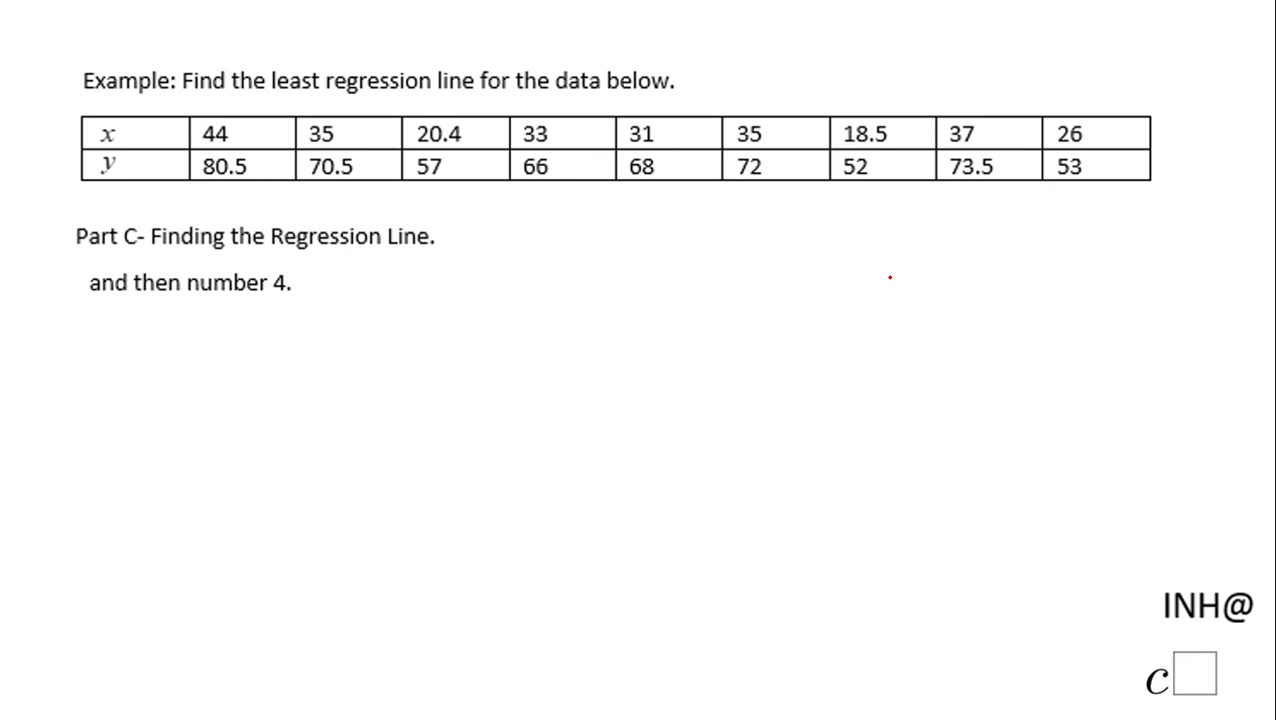 Example: Find the least regression line for the data below.
x 44 35 20.4 33 31 35 18.5 37 26
y 80.5 70.5 57 66 68 72 52 73.5 53
Part C- Finding the Regression Line.
and then number 4.
INH@
c